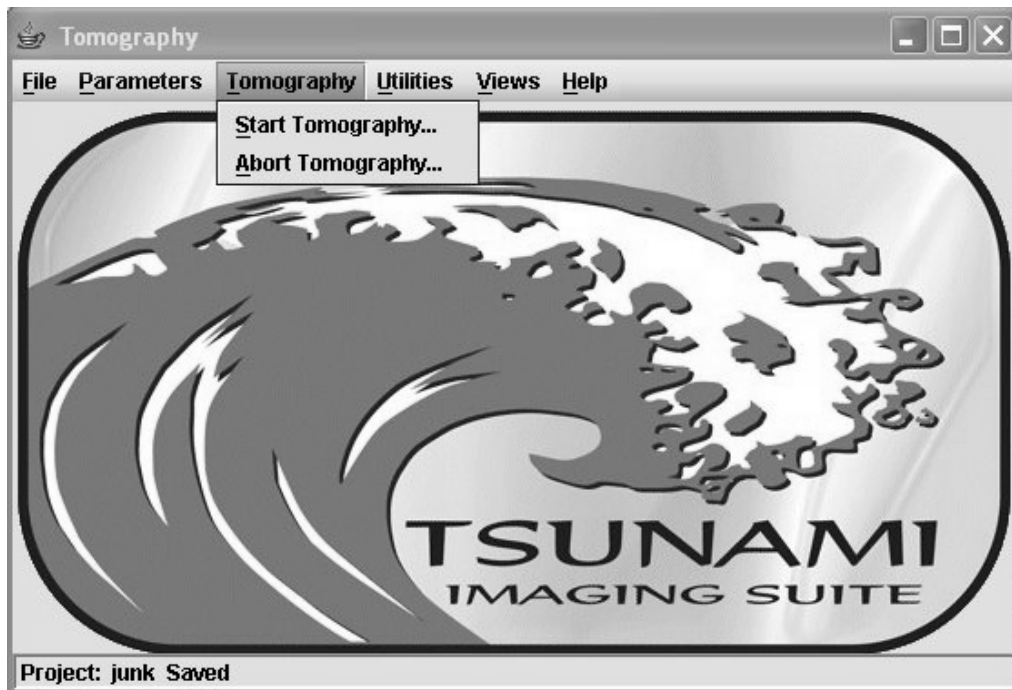 Tomography
File Parameters Tomography Utilities Views Help
Start Tomography...
Abort Tomography...
TSUNAMI
IMAGING SUITE
Project: junk Saved